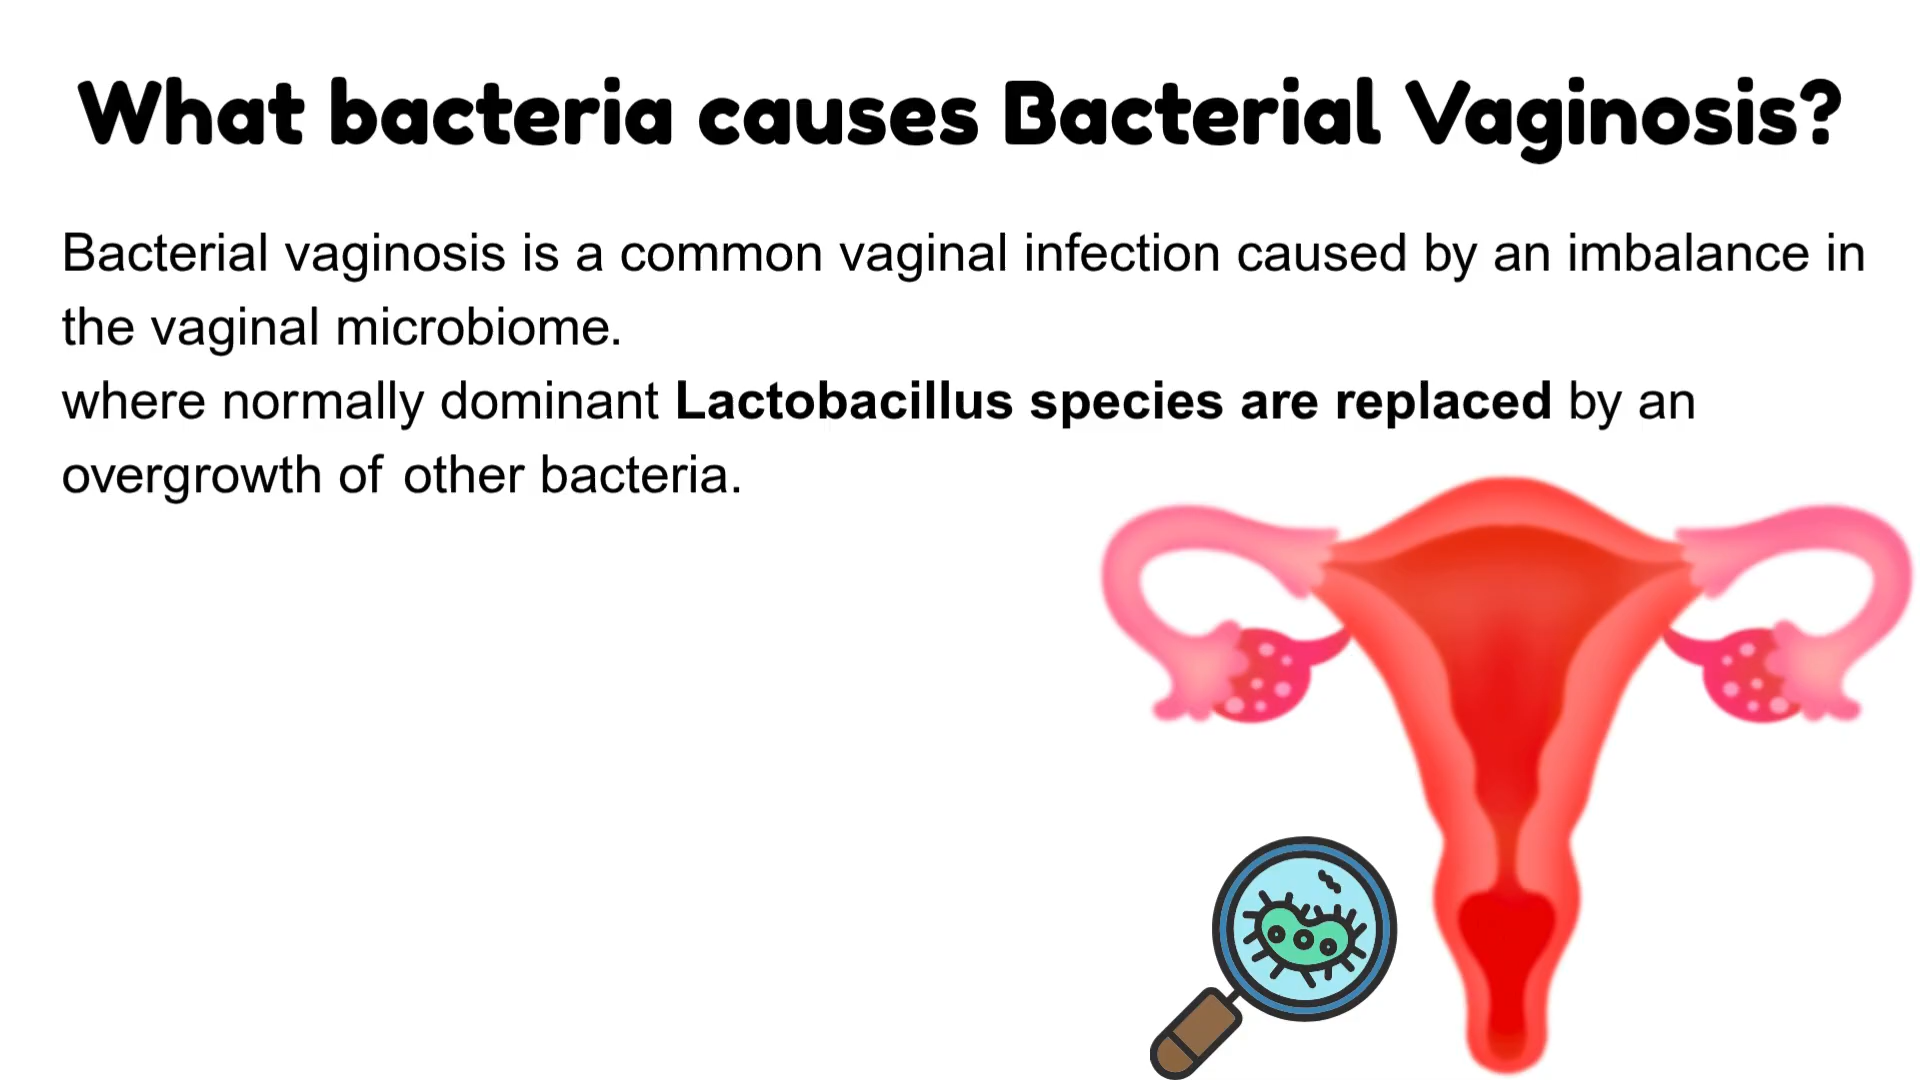 What bacteria causes Bacterial Vaginosis?
Bacterial vaginosis is a common vaginal infection caused by an imbalance in
the vaginal microbiome.
where normally dominant Lactobacillus species are replaced by an
overgrowth of other bacteria.